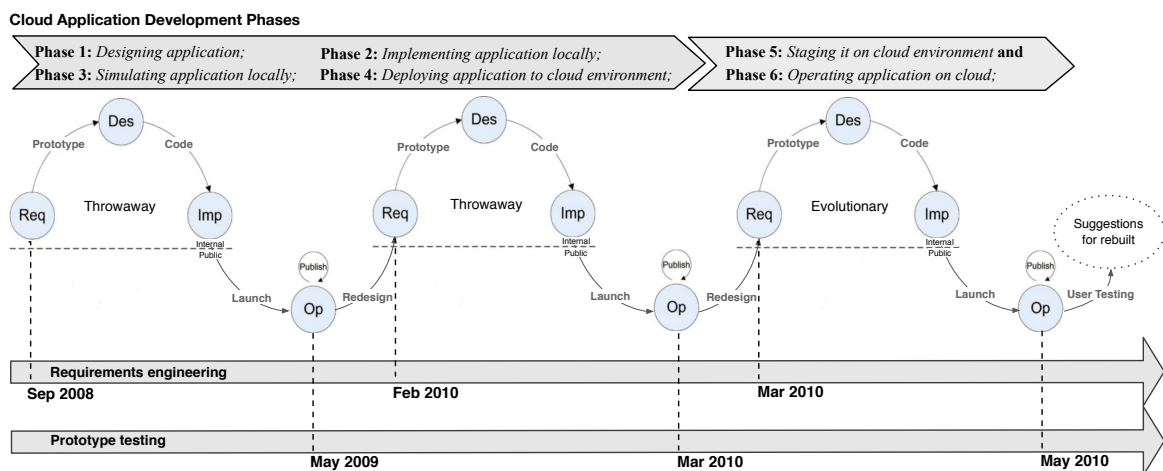 Cloud Application Development Phases
Phase 1: Designing application;
Phase 2: Implementing application locally;
Phase 3: Simulating application locally;
Phase 4: Deploying application to cloud environment;
Phase 5: Staging it on cloud environment and
Phase 6: Operating application on cloud;
Des
Prototype
Code
Req
Throwaway
Imp
Internal
Public
Launch
Publish
Op
Redesign
Des
Prototype
Code
Req
Throwaway
Imp
Internal
Public
Launch
Publish
Op
Redesign
Des
Prototype
Code
Req
Evolutionary
Imp
Internal
Public
Launch
Publish
Op
User Testing
Suggestions
for rebuilt
Requirements engineering
Sep 2008
Feb 2010
Mar 2010
Prototype testing
May 2009
Mar 2010
May 2010